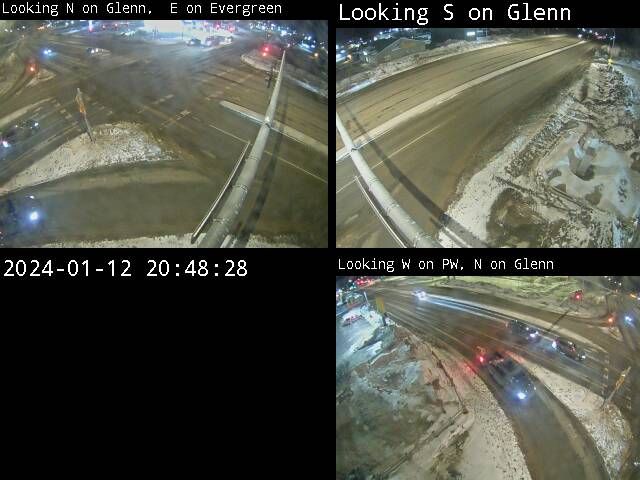 Looking N on Glenn,  E on Evergreen
Looking S on Glenn
2024-01-12 20:48:28
Looking W on PW, N on Glenn